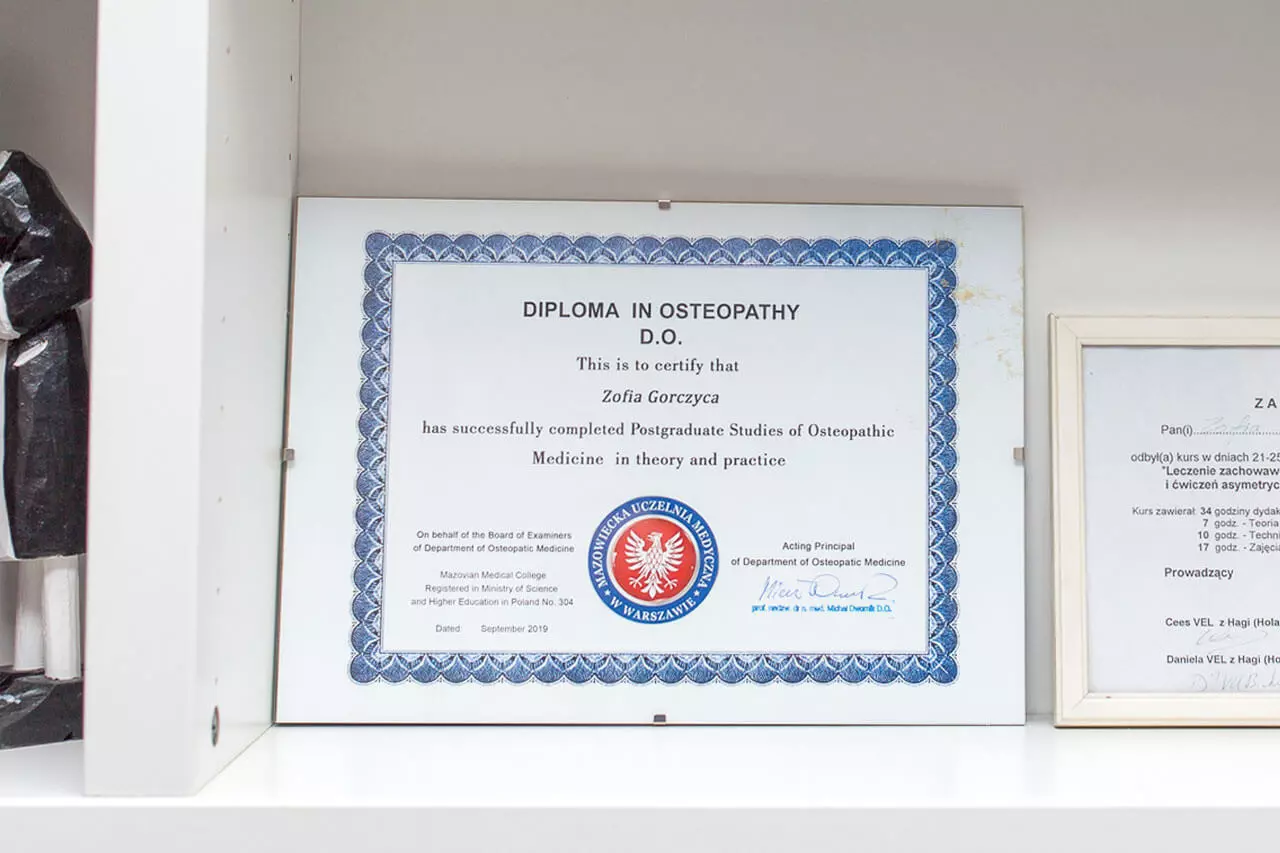 DIPLOMA IN OSTEOPATHY
D.O.
This is to certify that
Zofia Gorczyca
has successfully completed Postgraduate Studies of Osteopathic
Medicine in theory and practice
On behalf of the Board of Examiners
of Department of Osteopatic Medicine
Mazovian Medical College
Registered in Ministry of Science
and Higher Education in Poland No. 304
Dated: September 2019
MAZOWIECKA UCZELNIA MEDYCZNA
W WARSZAWIE
Acting Principal
of Department of Osteopatic Medicine
prof. nadzw. dr n. med. Michał Dwornik D.O.
Z A
Pan(i)
odbył(a) kurs w dniach 21-25
"Leczenie zachowaw
i ćwiczeń asymetryc
Kurs zawierał: 34 godziny dydak
7 godz. - Teoria
10 godz. - Techni
17 godz. - Zajęcia
Prowadzący
Cees VEL z Hagi (Hola
Daniela VEL z Hagi (Ho